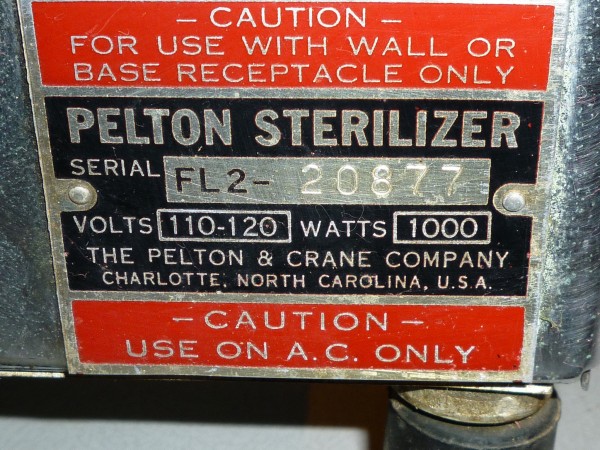 — CAUTION —
FOR USE WITH WALL OR
BASE RECEPTACLE ONLY
PELTON STERILIZER
SERIAL FL2- 20877
VOLTS 110-120 WATTS 1000
THE PELTON & CRANE COMPANY
CHARLOTTE, NORTH CAROLINA, U.S.A.
— CAUTION —
USE ON A.C. ONLY